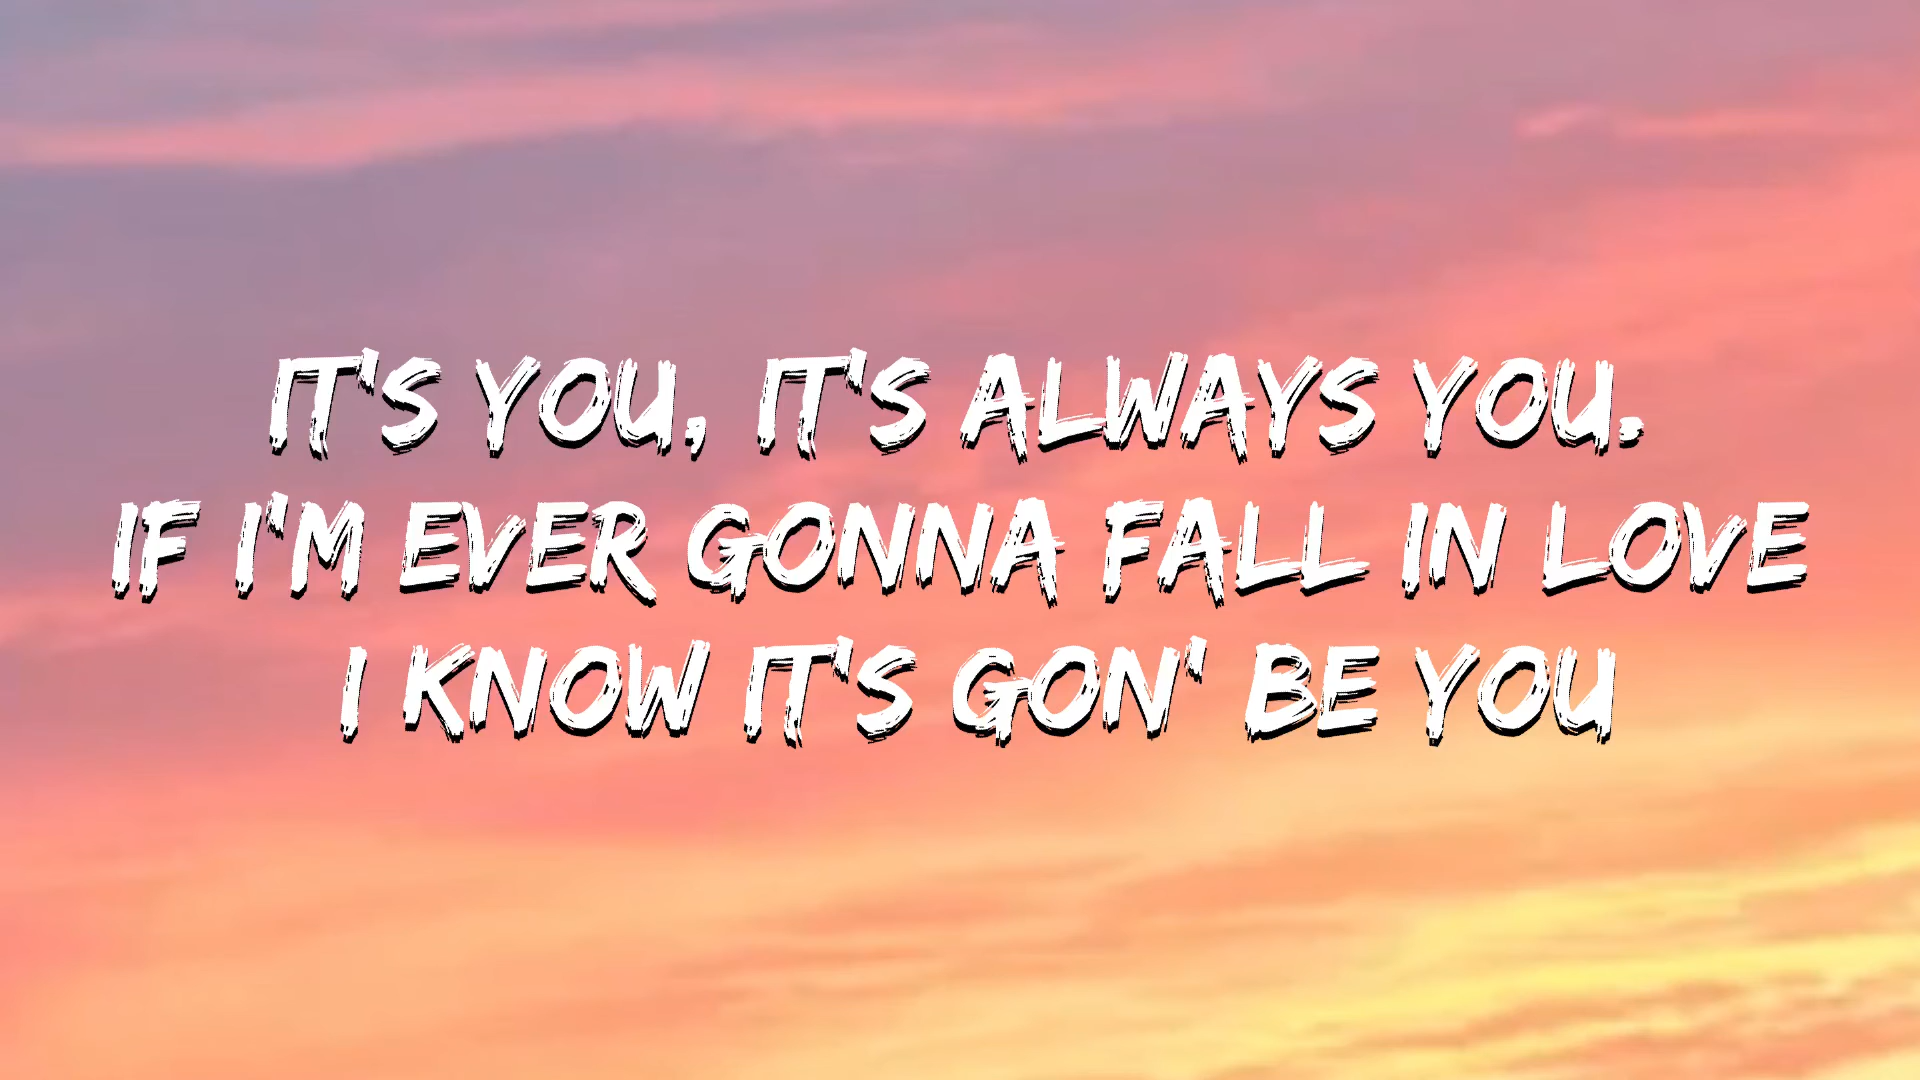 IT'S YOU, IT'S ALWAYS YOU.
IF I'M EVER GONNA FALL IN LOVE
I KNOW IT'S GON' BE YOU